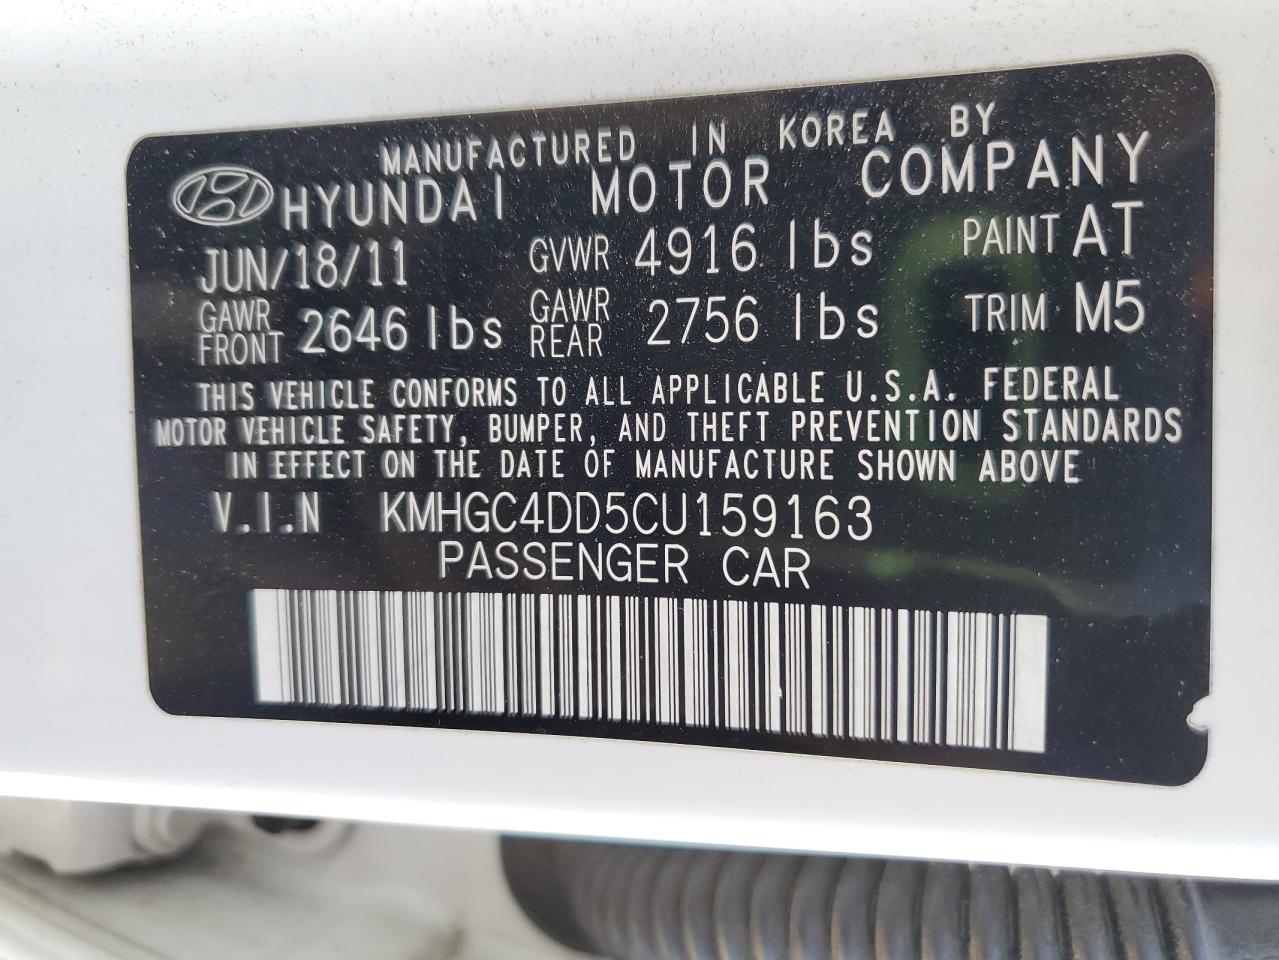 MANUFACTURED IN KOREA BY
HYUNDAI MOTOR COMPANY
JUN/18/11 GVWR 4916 lbs PAINT AT
GAWR FRONT 2646 lbs GAWR REAR 2756 lbs TRIM M5
THIS VEHICLE CONFORMS TO ALL APPLICABLE U.S.A. FEDERAL
MOTOR VEHICLE SAFETY, BUMPER, AND THEFT PREVENTION STANDARDS
IN EFFECT ON THE DATE OF MANUFACTURE SHOWN ABOVE
V.I.N KMHGC4DD5CU159163
PASSENGER CAR